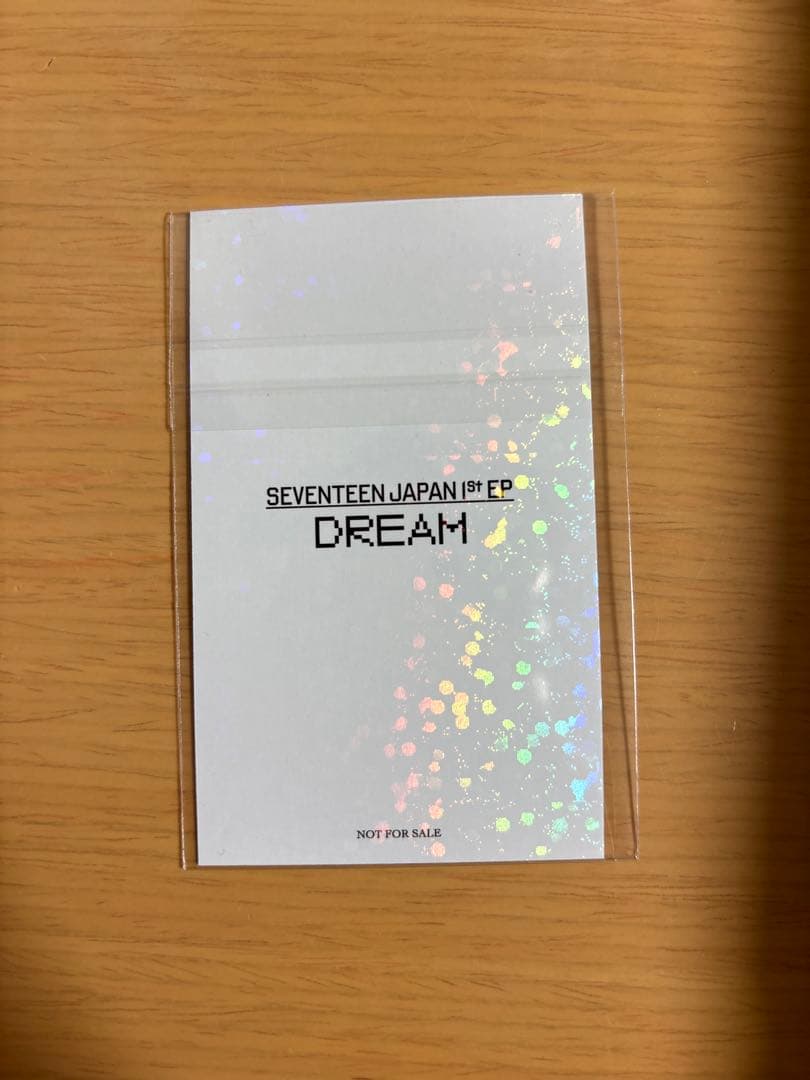 SEVENTEEN JAPAN 1st EP
DREAM
NOT FOR SALE